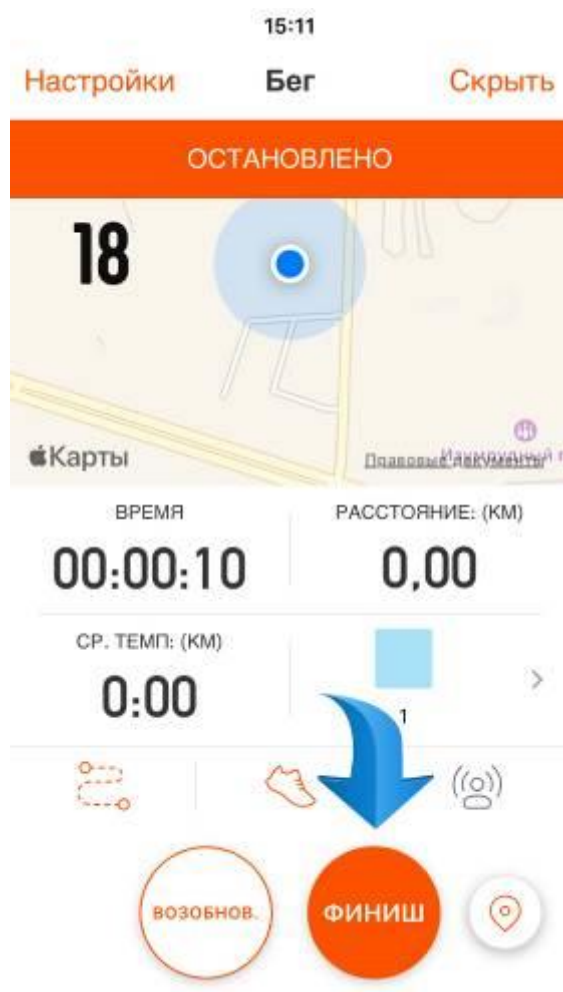 15:11
Настройки Бег Скрыть
ОСТАНОВЛЕНО
18
Карты
Правовые документы
ВРЕМЯ РАССТОЯНИЕ: (КМ)
00:00:10 0,00
СР. ТЕМП: (КМ)
0:00
1
ВОЗОБНОВ. ФИНИШ